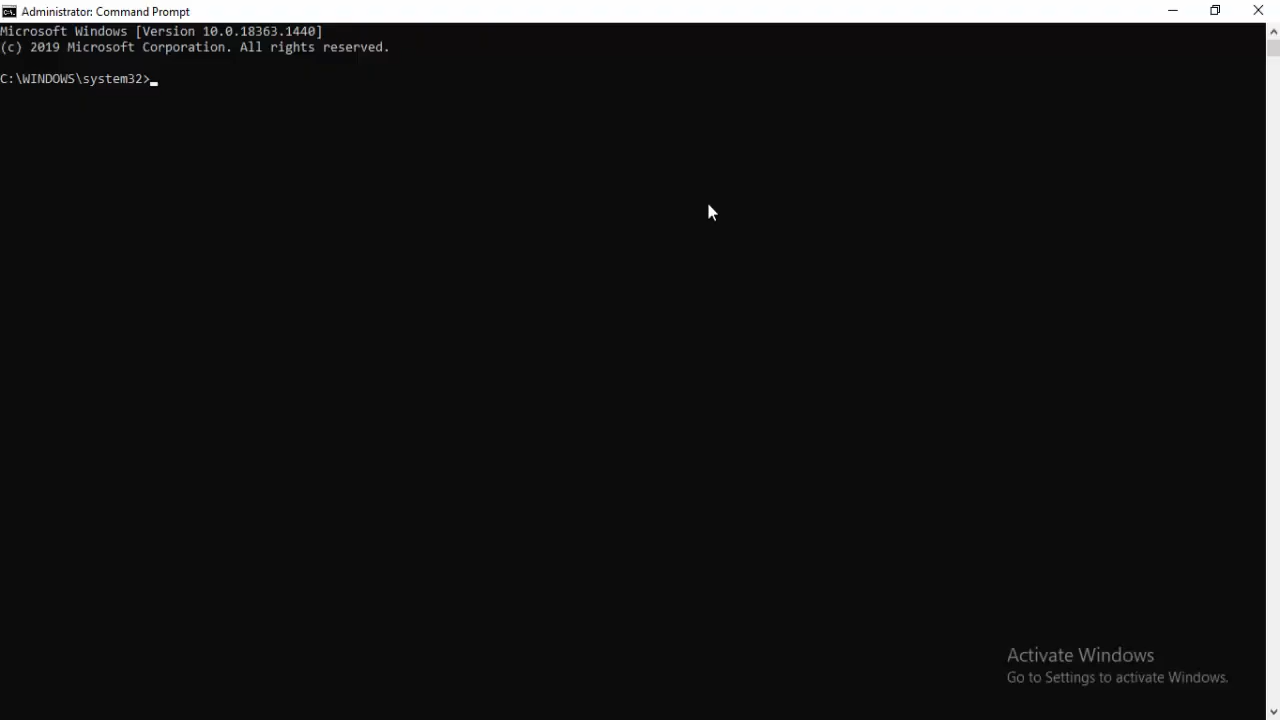 Administrator: Command Prompt
Microsoft Windows [Version 10.0.18363.1440]
(c) 2019 Microsoft Corporation. All rights reserved.
C:\WINDOWS\system32>
Activate Windows
Go to Settings to activate Windows.